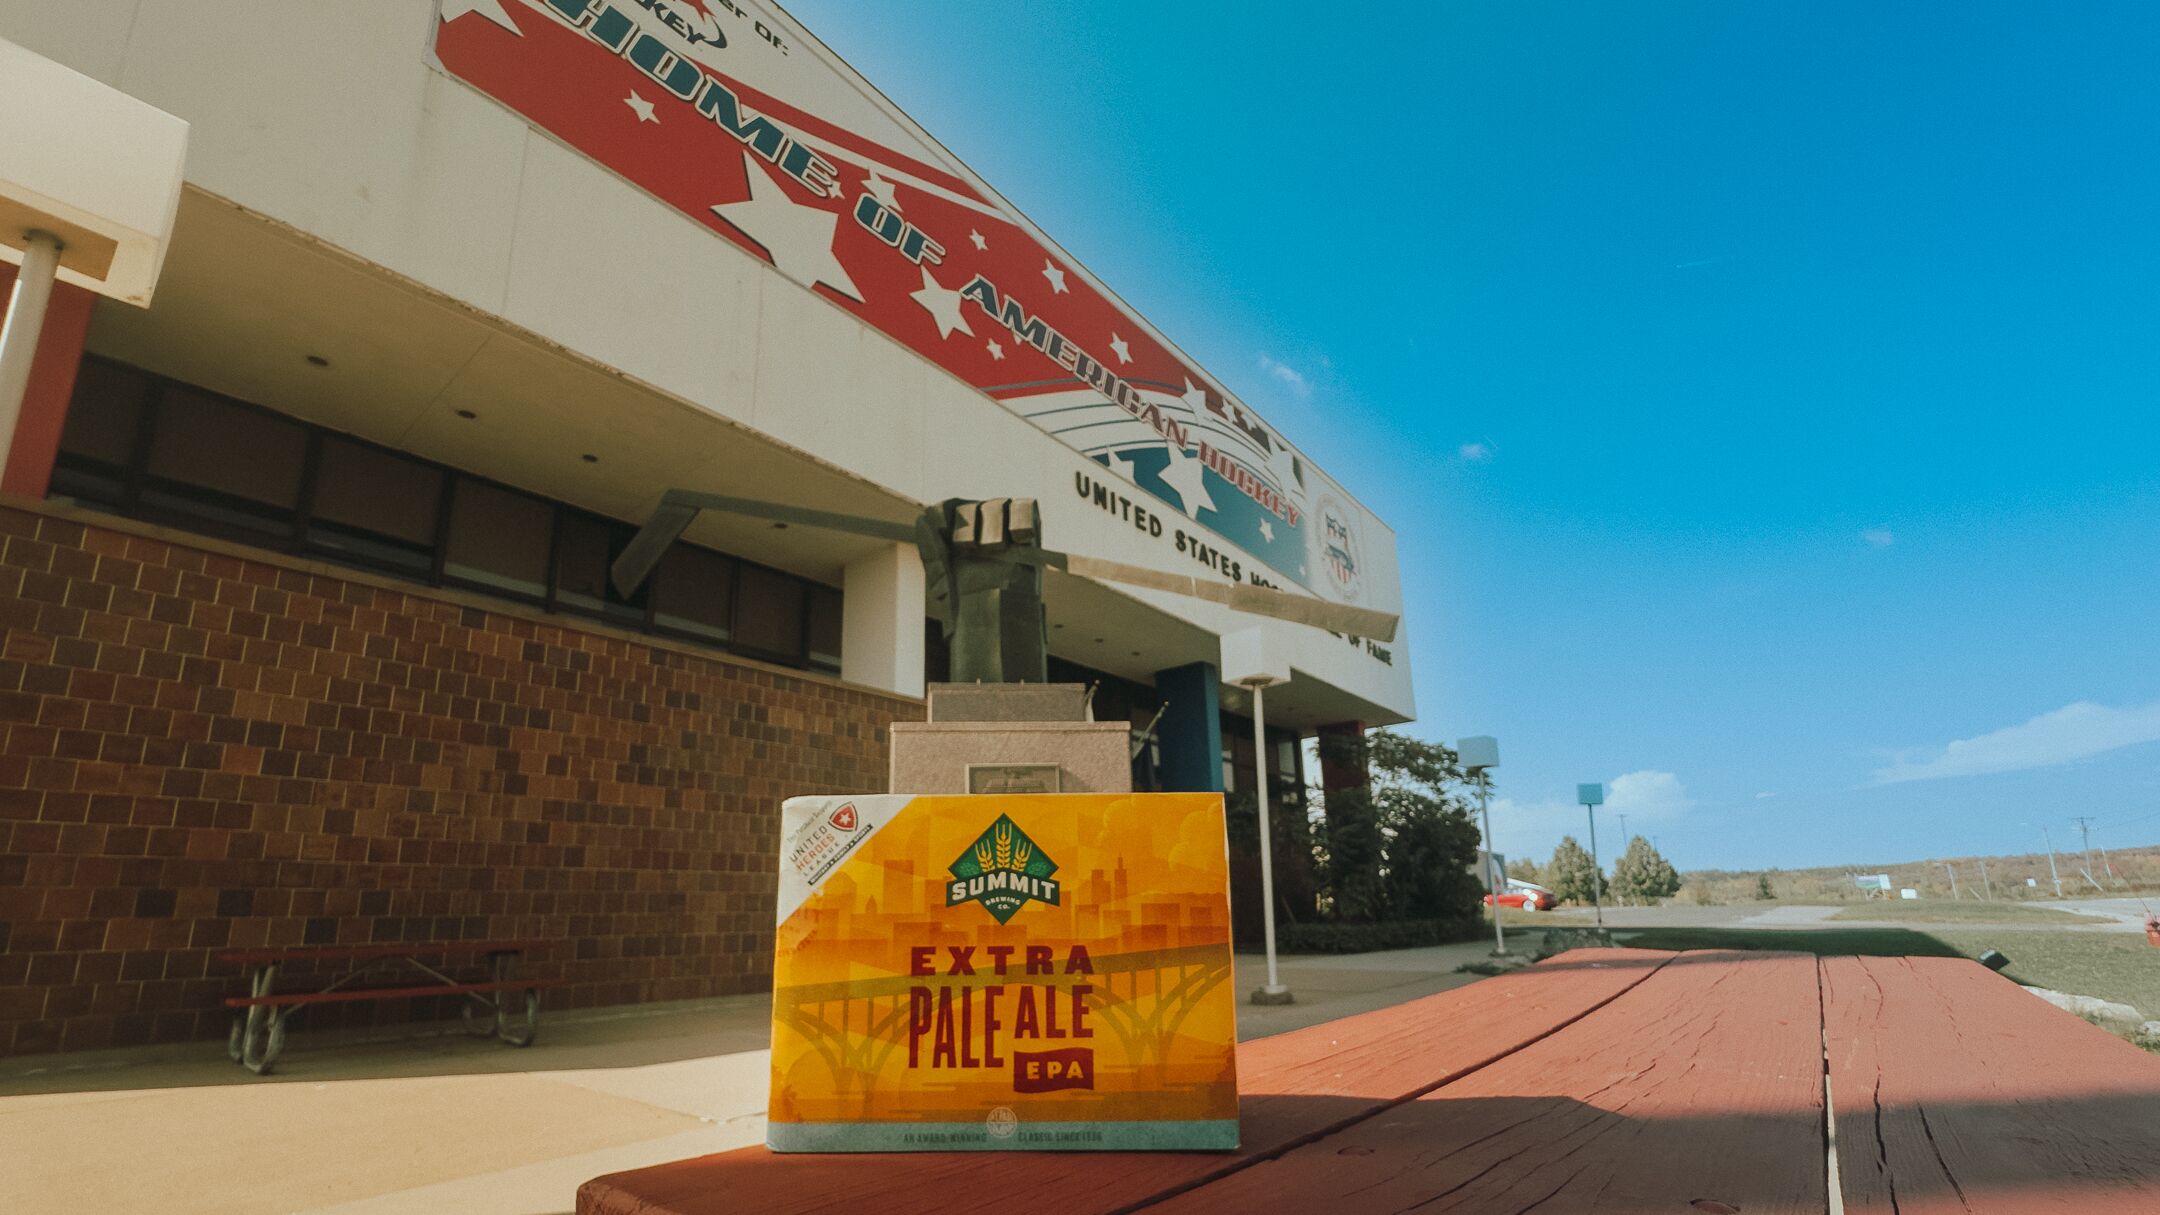 HOME OF AMERICAN HOCKEY
UNITED STATES
OF FAME
UNITED
HEROES
LEAGUE
SUMMIT
BREWING
CO.
EXTRA
PALE ALE
EPA
AN AWARD-WINNING
CLASSIC SINCE 1986